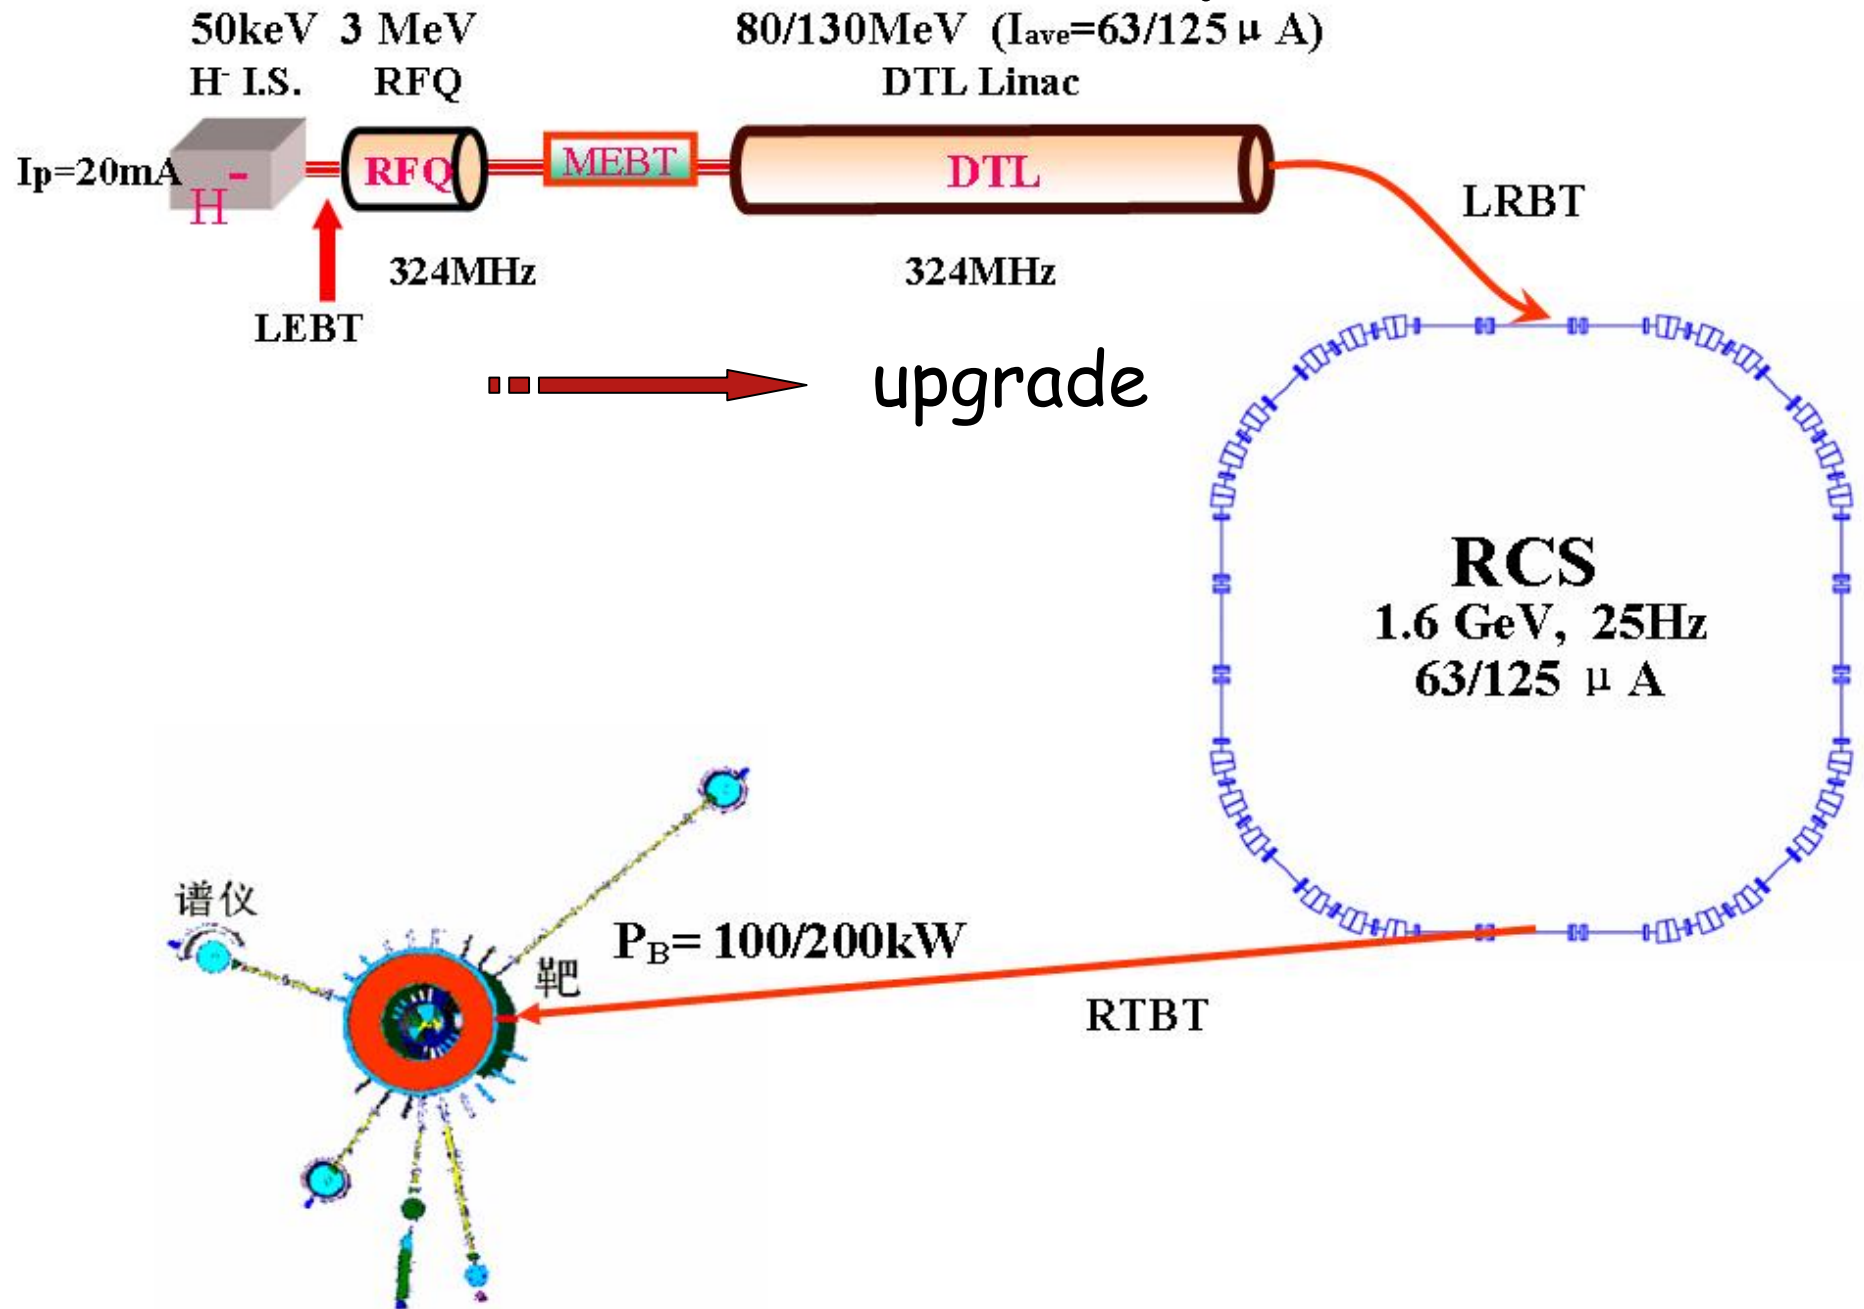 50keV 3 MeV
80/130MeV (Iave=63/125 μ A)
H- I.S. RFQ
DTL Linac
Ip=20mA
H-
RFQ
MEBT
DTL
LRBT
324MHz
324MHz
LEBT
upgrade
RCS
1.6 GeV, 25Hz
63/125 μ A
谱仪
PB= 100/200kW
靶
RTBT